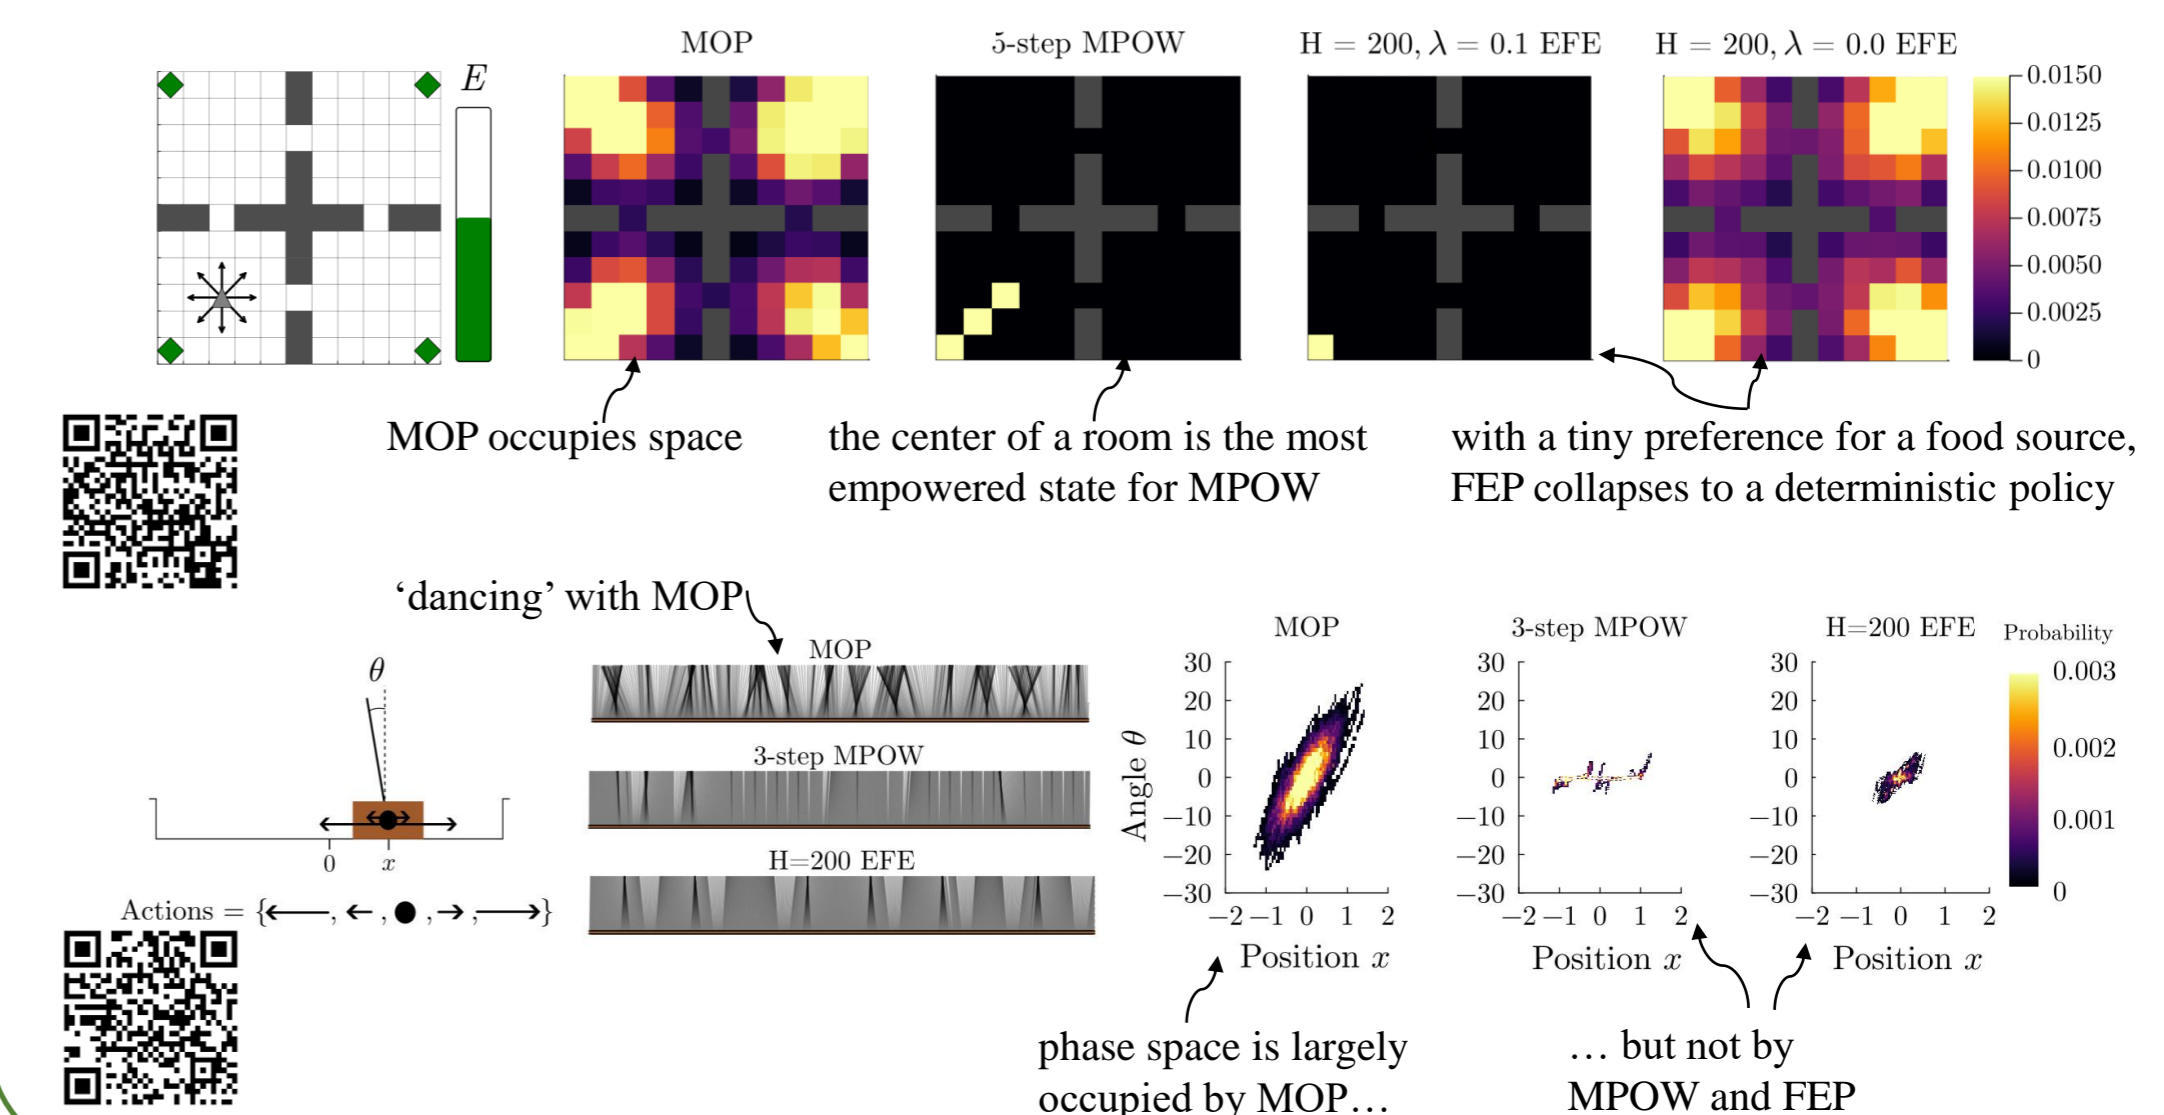 E
MOP
5-step MPOW
H = 200, λ = 0.1 EFE
H = 200, λ = 0.0 EFE
0.0150
0.0125
0.0100
0.0075
0.0050
0.0025
0
MOP occupies space
the center of a room is the most
empowered state for MPOW
with a tiny preference for a food source,
FEP collapses to a deterministic policy
‘dancing’ with MOP
θ
0
x
Actions = {⟵, ←, ●, →, ⟶}
MOP
3-step MPOW
H=200 EFE
MOP
30
20
10
0
−10
−20
−30
−2 −1 0 1 2
Angle θ
Position x
3-step MPOW
30
20
10
0
−10
−20
−30
−2 −1 0 1 2
Position x
H=200 EFE
30
20
10
0
−10
−20
−30
−2 −1 0 1 2
Position x
Probability
0.003
0.002
0.001
0
phase space is largely
occupied by MOP…
… but not by
MPOW and FEP